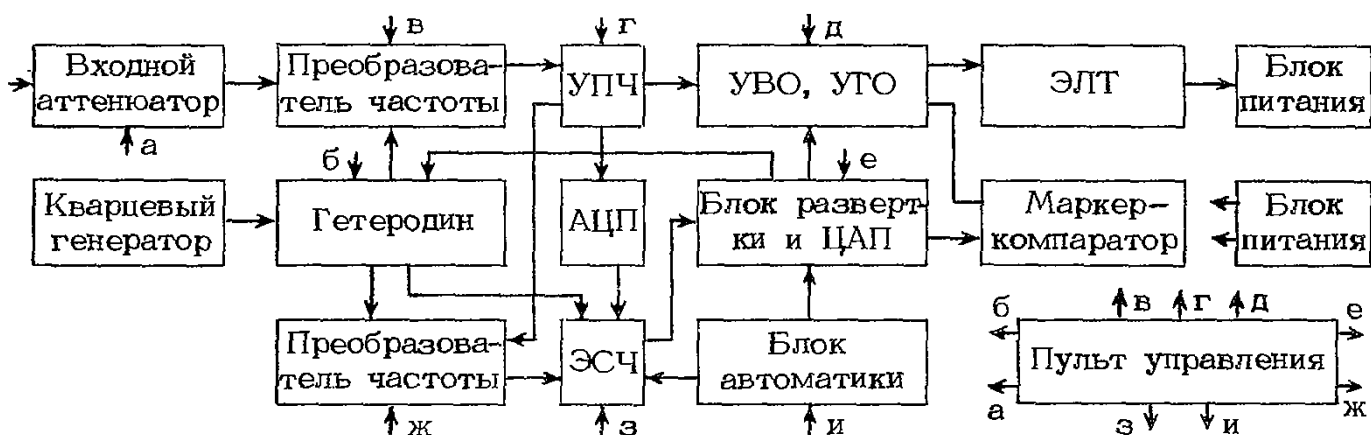 в
г
д
Входной
аттенюатор
а
Преобразова-
тель частоты
УПЧ
УВО, УГО
ЭЛТ
Блок
питания
б
е
Кварцевый
генератор
Гетеродин
АЦП
Блок разверт-
ки и ЦАП
Маркер-
компаратор
Блок
питания
Преобразова-
тель частоты
ж
ЭСЧ
з
Блок
автоматики
и
б
в
г
д
е
Пульт управления
а
з
и
ж